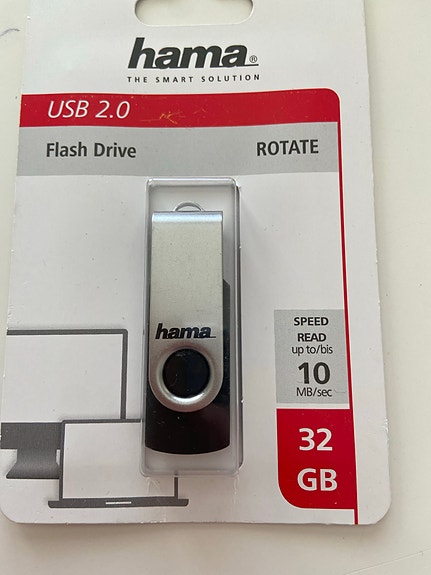 hama®
THE SMART SOLUTION
USB 2.0
Flash Drive
ROTATE
hama
SPEED
READ
up to/bis
10
MB/sec
32
GB